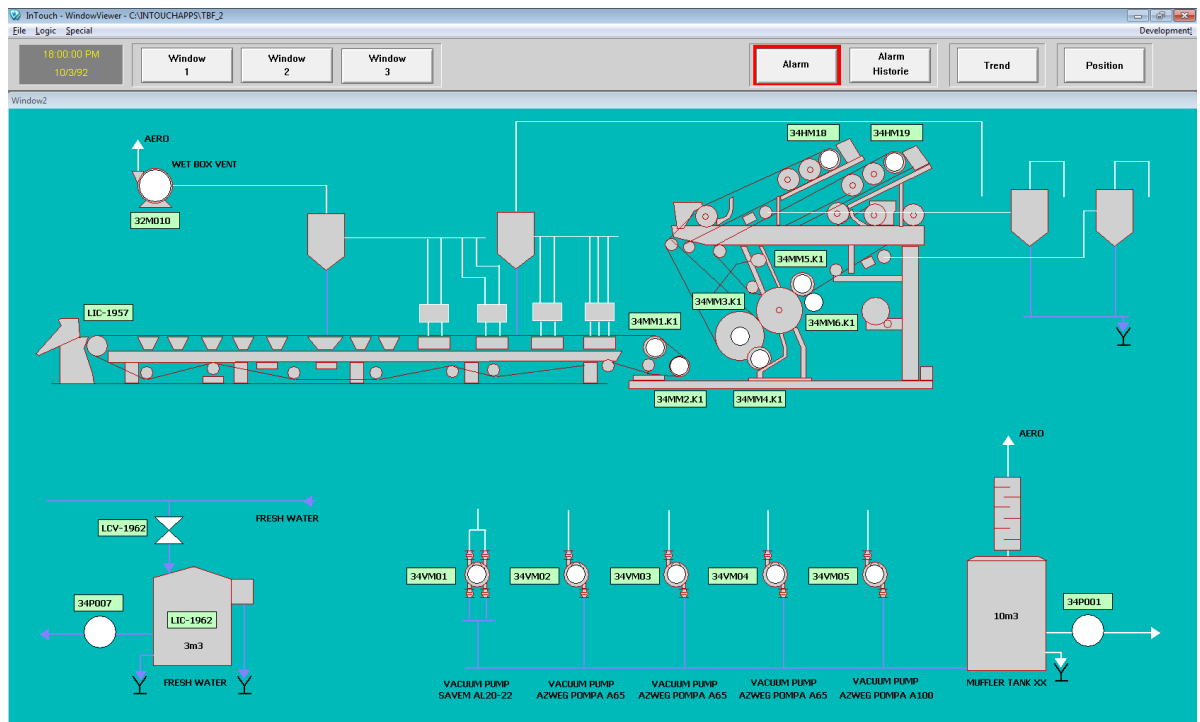 InTouch - WindowViewer - C:\INTOUCHAPPS\TBF_2
File Logic Special
Development!
18:00:00 PM
10/3/92
Window
1
Window
2
Window
3
Alarm
Alarm
Historie
Trend
Position
Window2
AERO
WET BOX VENT
32M010
34HM18
34HM19
LIC-1957
34MM5.K1
34MM3.K1
34MM1.K1
34MM6.K1
34MM2.K1
34MM4.K1
AERO
FRESH WATER
LCV-1962
34VM01
34VM02
34VM03
34VM04
34VM05
34P007
LIC-1962
3m3
10m3
34P001
FRESH WATER
VACUUM PUMP
SAVEM AL20-22
VACUUM PUMP
AZWEG POMPA A65
VACUUM PUMP
AZWEG POMPA A65
VACUUM PUMP
AZWEG POMPA A65
VACUUM PUMP
AZWEG POMPA A100
MUFFLER TANK XX